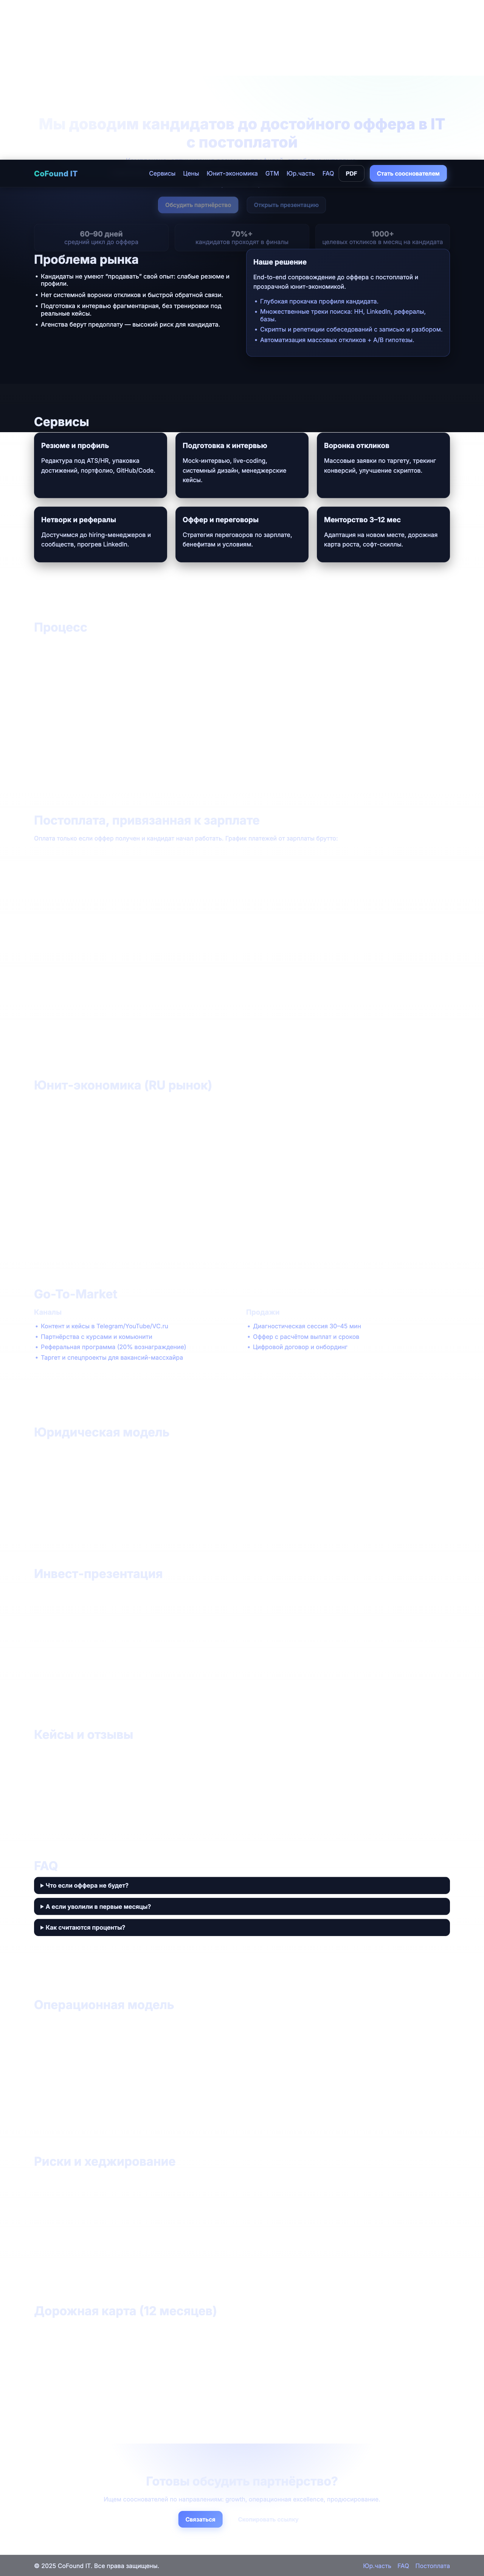 Мы доводим кандидатов до достойного оффера в IT
с постоплатой
CoFound IT
Сервисы
Цены
Юнит-экономика
GTM
Юр.часть
FAQ
PDF
Стать сооснователем
Обсудить партнёрство
Открыть презентацию
60–90 дней
средний цикл до оффера
70%+
кандидатов проходят в финалы
1000+
целевых откликов в месяц на кандидата
Проблема рынка
Кандидаты не умеют “продавать” свой опыт: слабые резюме и
профили.
Нет системной воронки откликов и быстрой обратной связи.
Подготовка к интервью фрагментарная, без тренировки под
реальные кейсы.
Агенства берут предоплату — высокий риск для кандидата.
Наше решение
End-to-end сопровождение до оффера с постоплатой и
прозрачной юнит-экономикой.
Глубокая прокачка профиля кандидата.
Множественные треки поиска: HH, LinkedIn, рефералы,
базы.
Скрипты и репетиции собеседований с записью и разбором.
Автоматизация массовых откликов + A/B гипотезы.
Сервисы
Резюме и профиль
Редактура под ATS/HR, упаковка
достижений, портфолио, GitHub/Code.
Подготовка к интервью
Mock-интервью, live-coding,
системный дизайн, менеджерские
кейсы.
Воронка откликов
Массовые заявки по таргету, трекинг
конверсий, улучшение скриптов.
Нетворк и рефералы
Достучимся до hiring-менеджеров и
сообществ, прогрев LinkedIn.
Оффер и переговоры
Стратегия переговоров по зарплате,
бенефитам и условиям.
Менторство 3–12 мес
Адаптация на новом месте, дорожная
карта роста, софт-скиллы.
Процесс
Постоплата, привязанная к зарплате
Оплата только если оффер получен и кандидат начал работать. График платежей от зарплаты брутто:
Юнит-экономика (RU рынок)
Go-To-Market
Каналы
Контент и кейсы в Telegram/YouTube/VC.ru
Партнёрства с курсами и комьюнити
Реферальная программа (20% вознаграждение)
Таргет и спецпроекты для вакансий-массхайра
Продажи
Диагностическая сессия 30–45 мин
Оффер с расчётом выплат и сроков
Цифровой договор и онбординг
Юридическая модель
Инвест-презентация
Кейсы и отзывы
FAQ
Что если оффера не будет?
А если уволили в первые месяцы?
Как считаются проценты?
Операционная модель
Риски и хеджирование
Дорожная карта (12 месяцев)
Готовы обсудить партнёрство?
Ищем сооснователей по направлениям: growth, операционная excellence, продюсирование.
Связаться
Скопировать ссылку
© 2025 CoFound IT. Все права защищены.
Юр.часть
FAQ
Постоплата